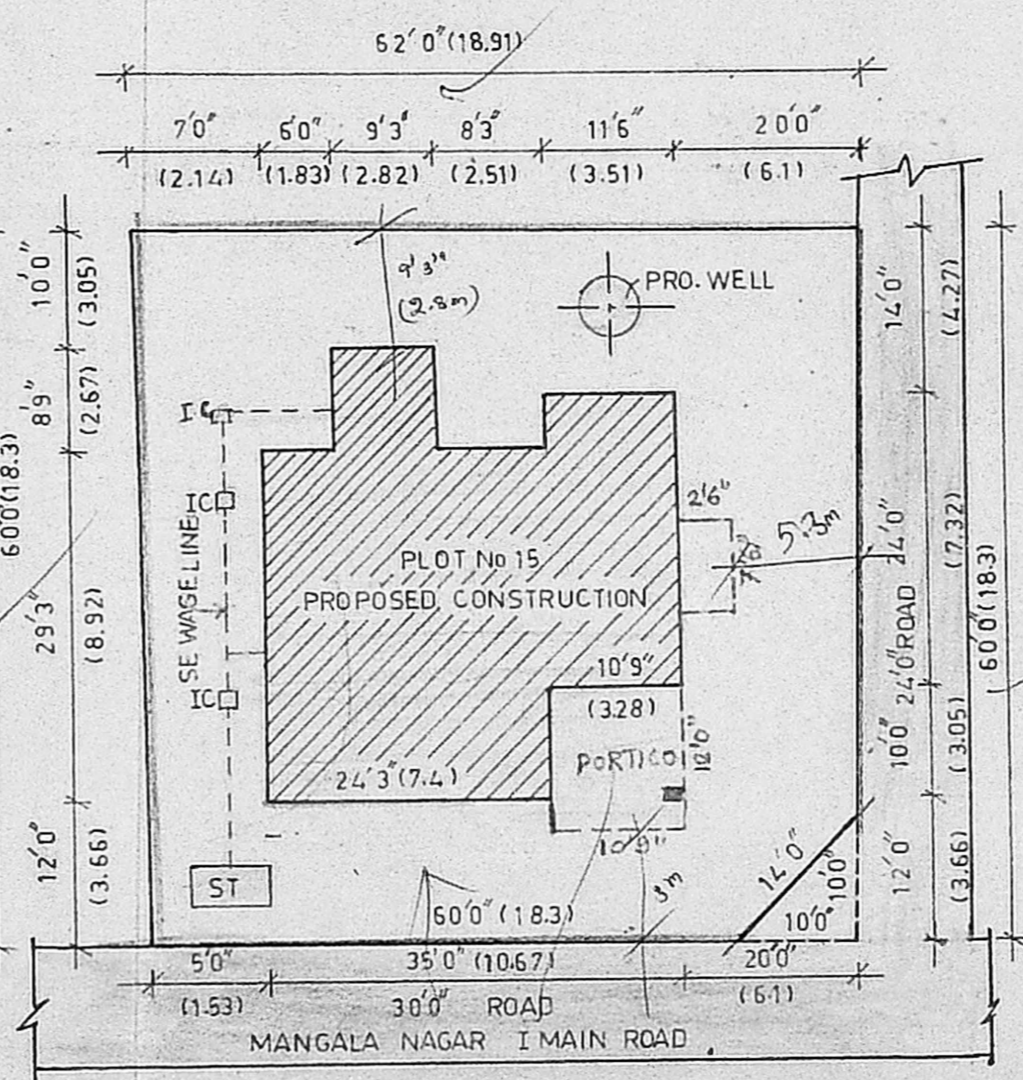 62'0"(18.91)
7'0" 6'0" 9'3" 8'3" 11'6" 20'0"
(2.14) (1.83) (2.82) (2.51) (3.51) (6.1)
10'0" (3.05)
8'9" (2.67)
60'0"(18.3)
29'3" (8.92)
12'0" (3.66)
9'3"
(2.8m)
PRO. WELL
14'0" (4.27)
IC
IC
SEWAGE LINE
IC
2'6"
5.3m
PLOT No 15
PROPOSED CONSTRUCTION
24'0" (7.32)
24'0" ROAD
60'0"(18.3)
10'9"
(3.28)
PORTICO
24'3"(7.4)
10'9"
10'0" (3.05)
12'0" (3.66)
ST
3m
14'0"
10'0"
10'0"
60'0"(18.3)
5'0" 35'0"(10.67) 20'0"
(1.53) (6.1)
30'0" ROAD
MANGALA NAGAR I MAIN ROAD